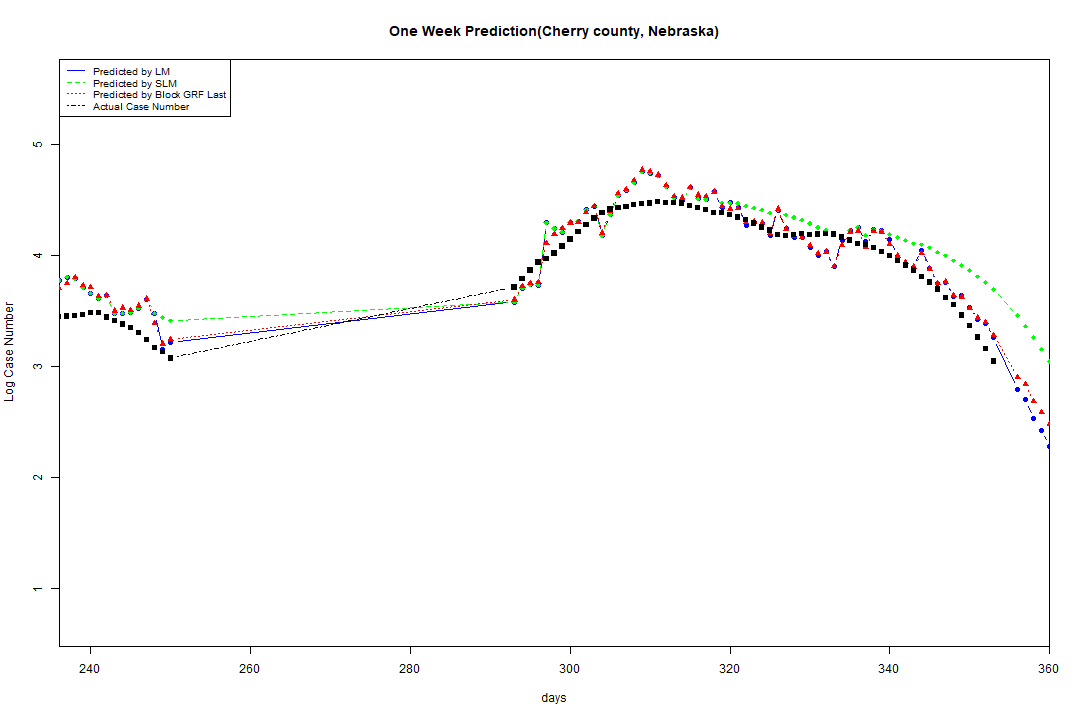 One Week Prediction(Cherry county, Nebraska)
Predicted by LM
Predicted by SLM
Predicted by Block GRF Last
Actual Case Number
5
4
3
2
1
Log Case Number
240 260 280 300 320 340 360
days